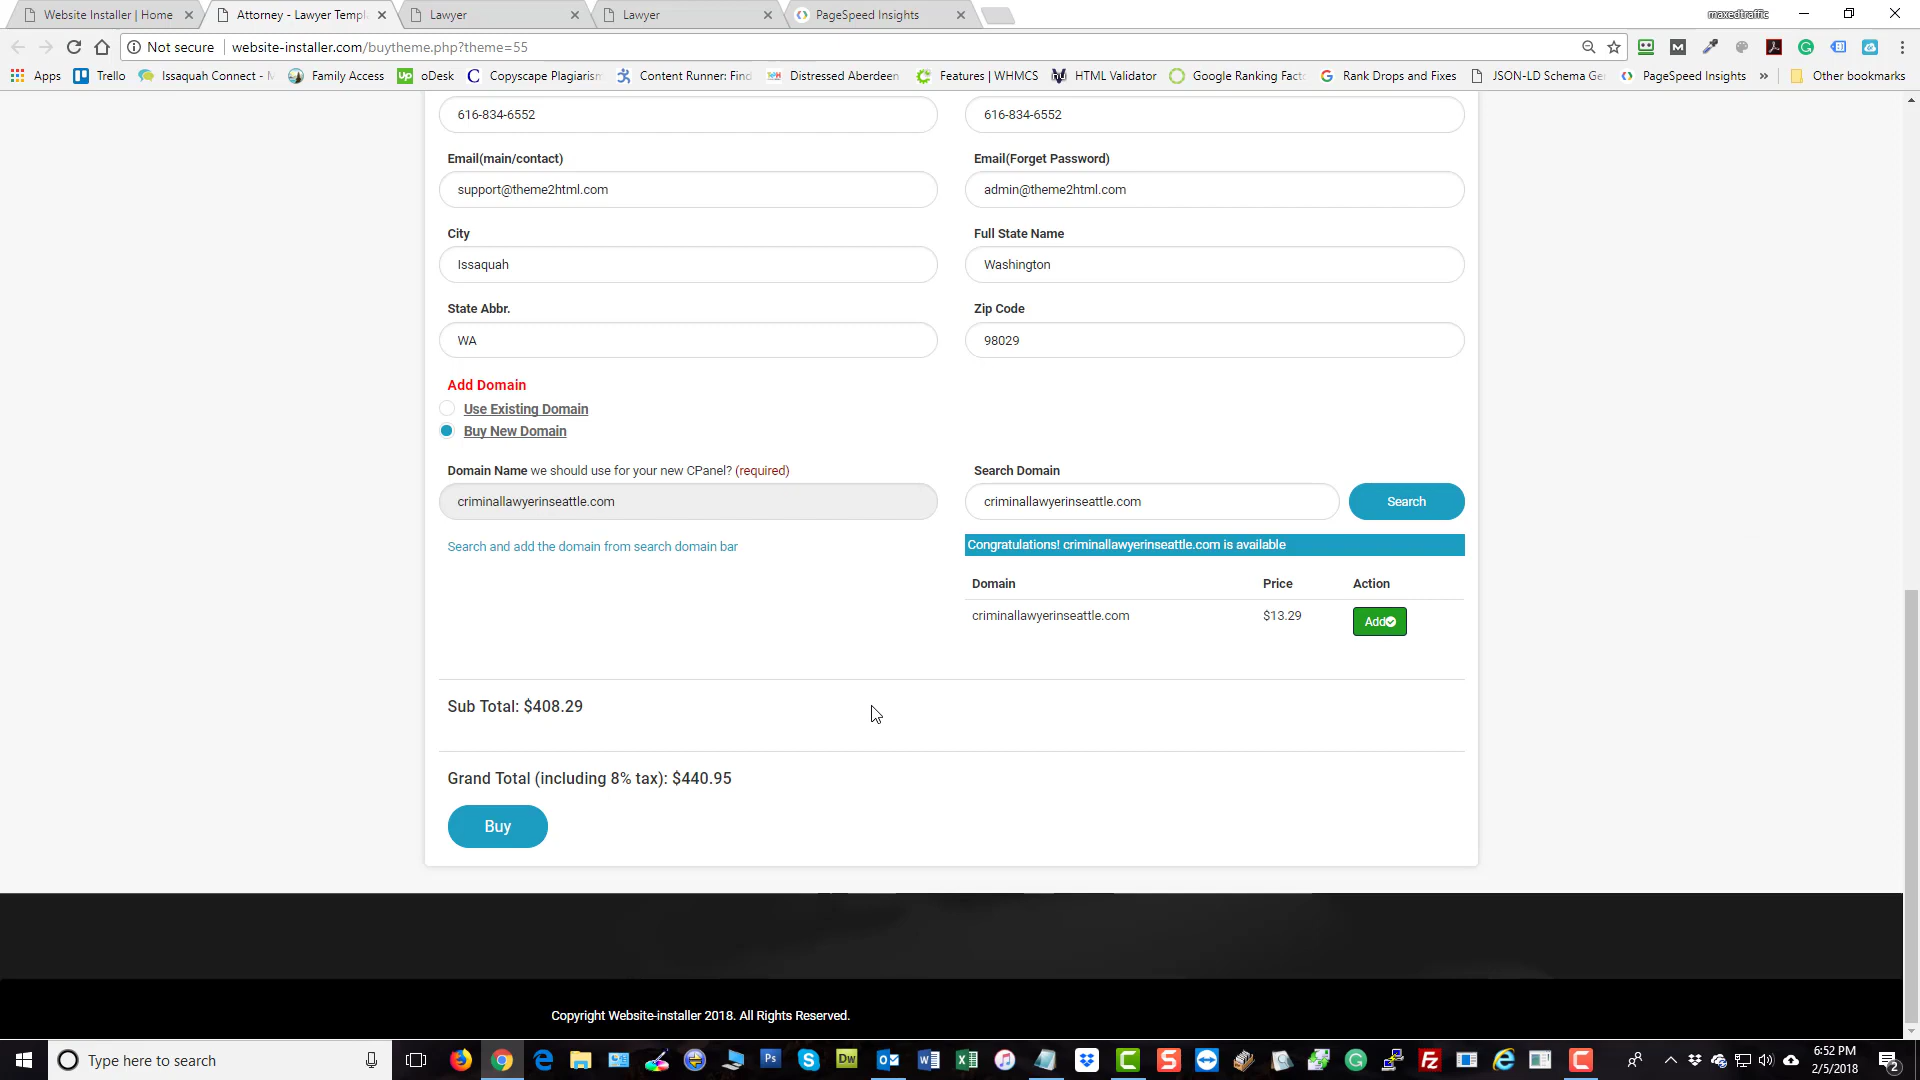 Website Installer | Home
Attorney - Lawyer Templ
Lawyer
Lawyer
PageSpeed Insights
maxedtraffic
Not secure
website-installer.com/buytheme.php?theme=55
Apps
Trello
Issaquah Connect - M
Family Access
Up
oDesk
Copyscape Plagiarism
Content Runner: Find
Distressed Aberdeen
Features | WHMCS
HTML Validator
Google Ranking Facto
Rank Drops and Fixes
JSON-LD Schema Ge
PageSpeed Insights
»
Other bookmarks
616-834-6552
616-834-6552
Email(main/contact)
Email(Forget Password)
support@theme2html.com
admin@theme2html.com
City
Full State Name
Issaquah
Washington
State Abbr.
Zip Code
WA
98029
Add Domain
Use Existing Domain
Buy New Domain
Domain Name we should use for your new CPanel? (required)
Search Domain
criminallawyerinseattle.com
criminallawyerinseattle.com
Search
Search and add the domain from search domain bar
Congratulations! criminallawyerinseattle.com is available
Domain Price Action
criminallawyerinseattle.com $13.29 Add
Sub Total: $408.29
Grand Total (including 8% tax): $440.95
Buy
Copyright Website-installer 2018. All Rights Reserved.
Type here to search
Ps
Dw
6:52 PM
2/5/2018
2